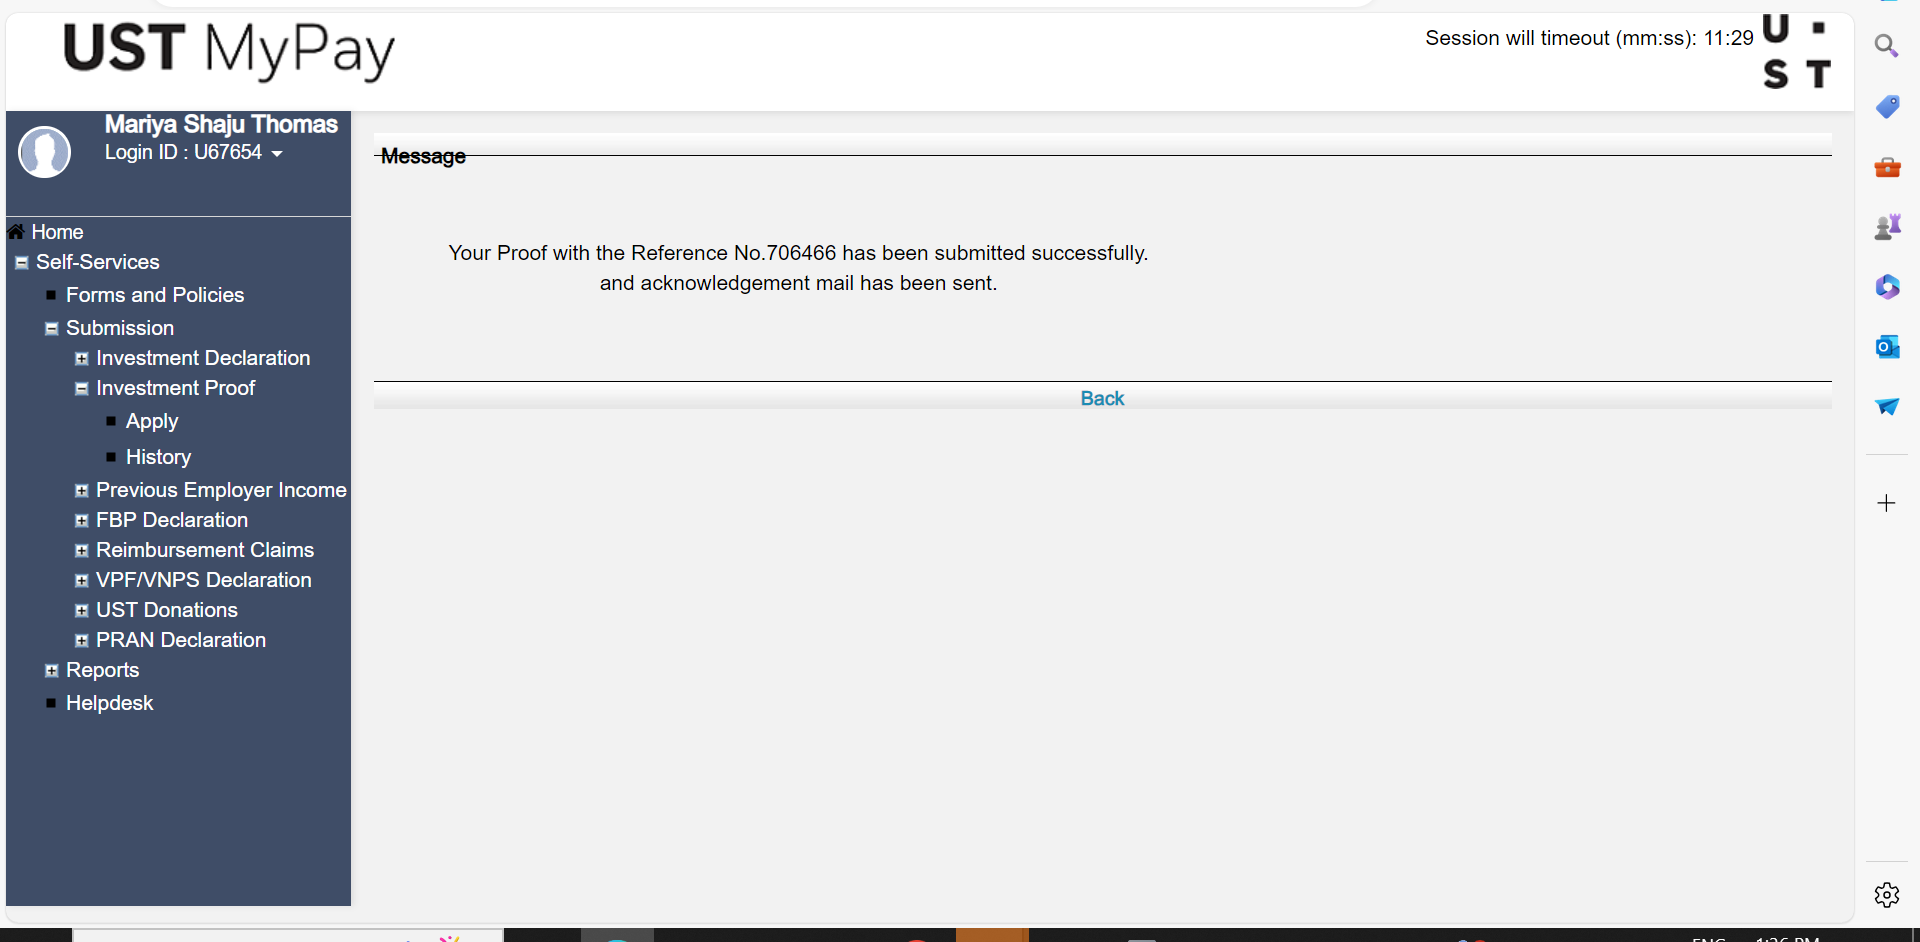 UST MyPay
Session will timeout (mm:ss): 11:29
U
S T
Mariya Shaju Thomas
Login ID : U67654
Home
Self-Services
Forms and Policies
Submission
Investment Declaration
Investment Proof
Apply
History
Previous Employer Income
FBP Declaration
Reimbursement Claims
VPF/VNPS Declaration
UST Donations
PRAN Declaration
Reports
Helpdesk
Message
Your Proof with the Reference No.706466 has been submitted successfully.
and acknowledgement mail has been sent.
Back